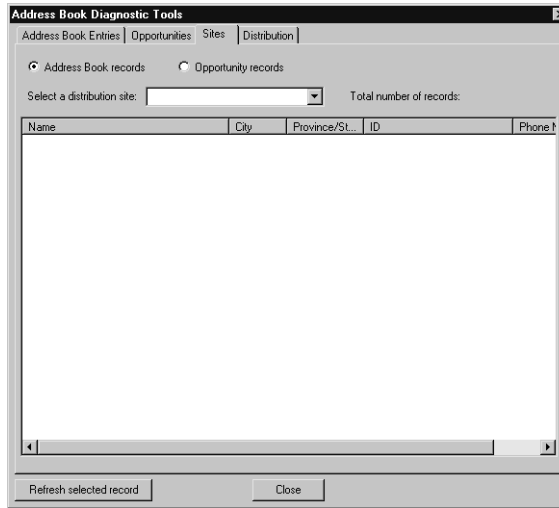 Address Book Diagnostic Tools
Address Book Entries Opportunities Sites Distribution
Address Book records Opportunity records
Select a distribution site: Total number of records:
Name City Province/St... ID Phone
Refresh selected record Close